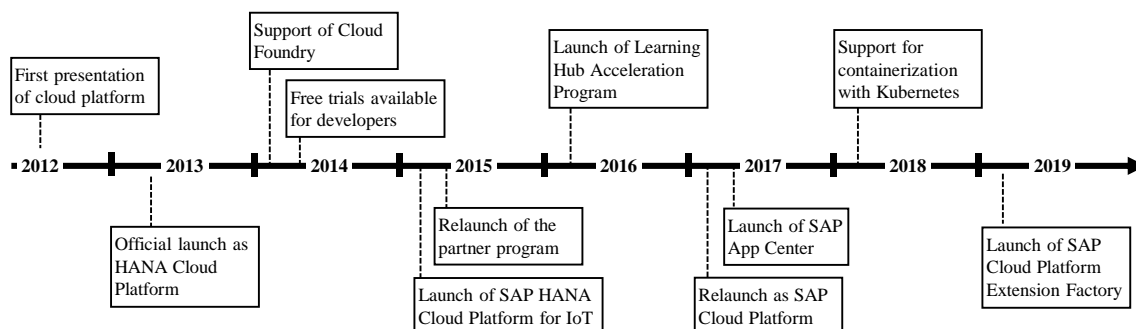 Support of Cloud
Foundry
Launch of Learning
Hub Acceleration
Program
Support for
containerization
with Kubernetes
First presentation
of cloud platform
Free trials available
for developers
2012
2013
2014
2015
2016
2017
2018
2019
Official launch as
HANA Cloud
Platform
Relaunch of the
partner program
Launch of SAP
App Center
Launch of SAP
Cloud Platform
Extension Factory
Launch of SAP HANA
Cloud Platform for IoT
Relaunch as SAP
Cloud Platform